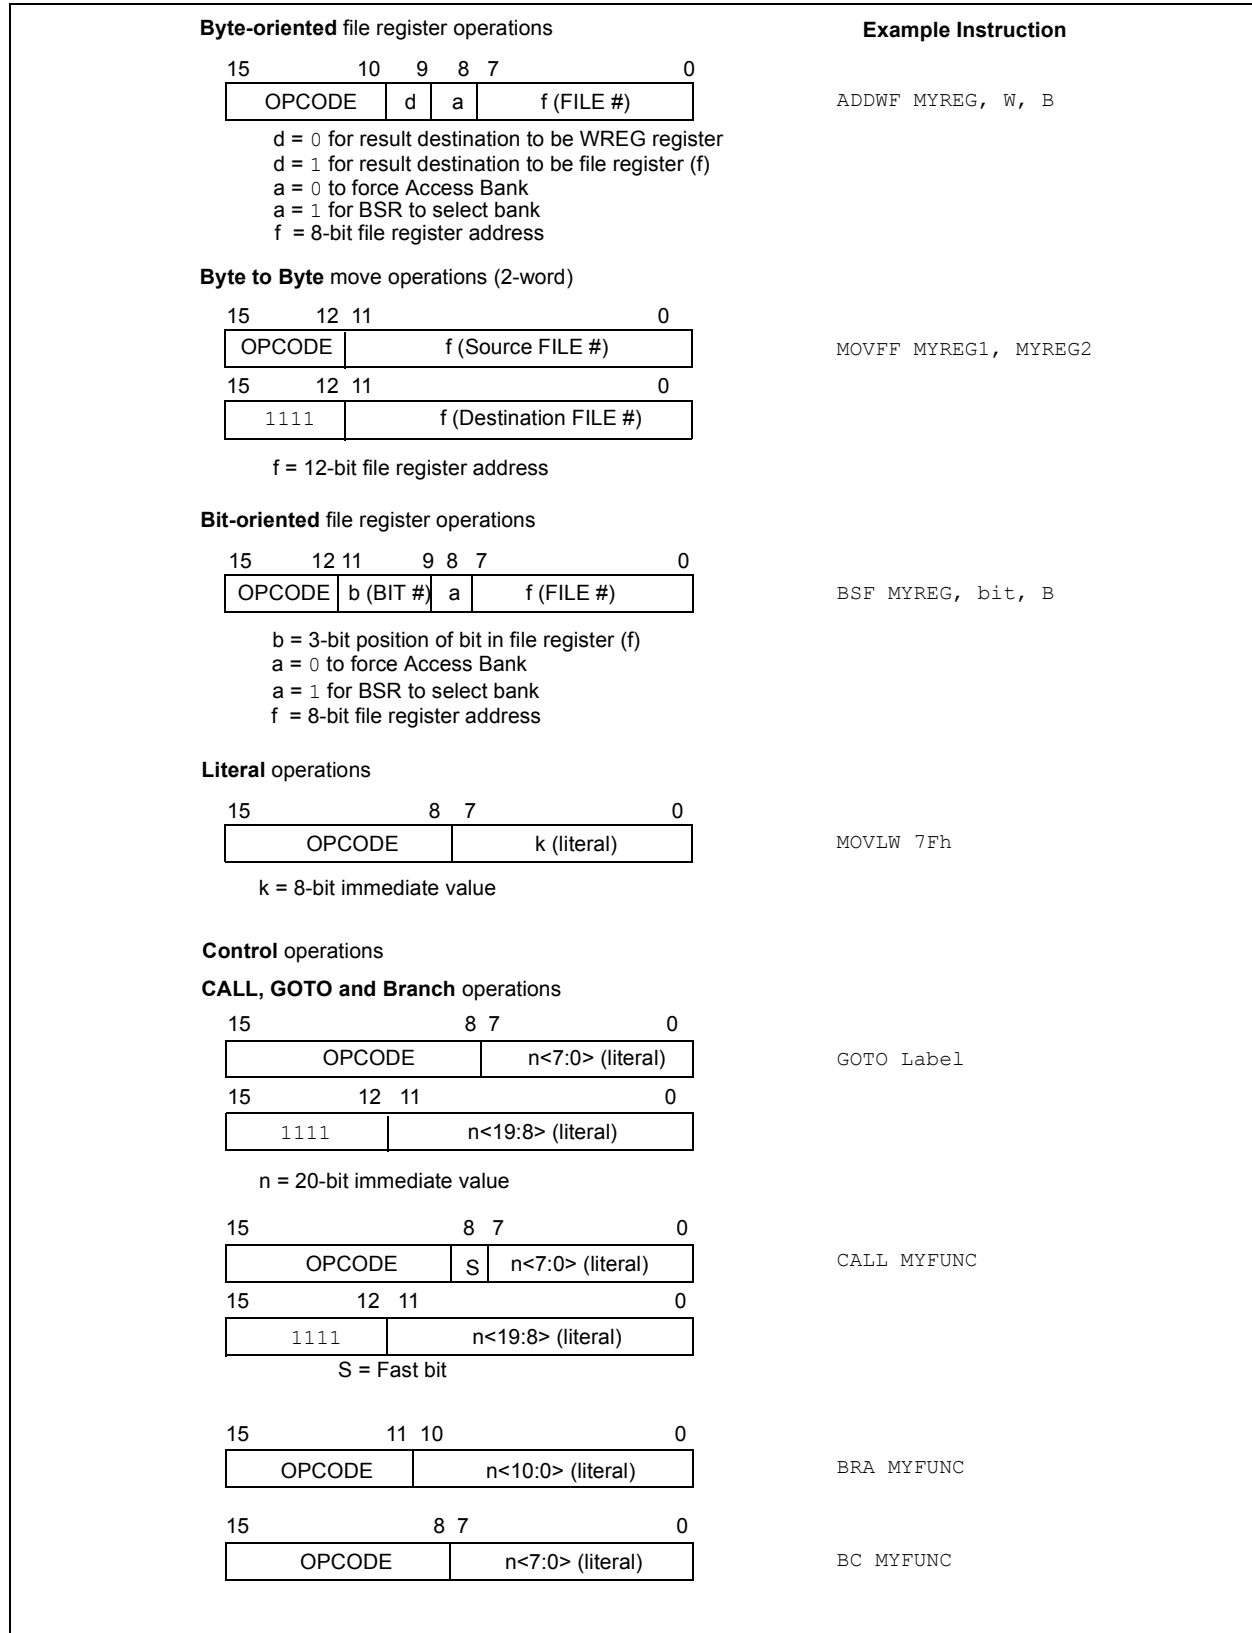 Byte-oriented file register operations Example Instruction
15 10 9 8 7 0
OPCODE d a f (FILE #) ADDWF MYREG, W, B
d = 0 for result destination to be WREG register
d = 1 for result destination to be file register (f)
a = 0 to force Access Bank
a = 1 for BSR to select bank
f = 8-bit file register address
Byte to Byte move operations (2-word)
15 12 11 0
OPCODE f (Source FILE #) MOVFF MYREG1, MYREG2
15 12 11 0
1111 f (Destination FILE #)
f = 12-bit file register address
Bit-oriented file register operations
15 12 11 9 8 7 0
OPCODE b (BIT #) a f (FILE #) BSF MYREG, bit, B
b = 3-bit position of bit in file register (f)
a = 0 to force Access Bank
a = 1 for BSR to select bank
f = 8-bit file register address
Literal operations
15 8 7 0
OPCODE k (literal) MOVLW 7Fh
k = 8-bit immediate value
Control operations
CALL, GOTO and Branch operations
15 8 7 0
OPCODE n<7:0> (literal) GOTO Label
15 12 11 0
1111 n<19:8> (literal)
n = 20-bit immediate value
15 8 7 0
OPCODE S n<7:0> (literal) CALL MYFUNC
15 12 11 0
1111 n<19:8> (literal)
S = Fast bit
15 11 10 0
OPCODE n<10:0> (literal) BRA MYFUNC
15 8 7 0
OPCODE n<7:0> (literal) BC MYFUNC